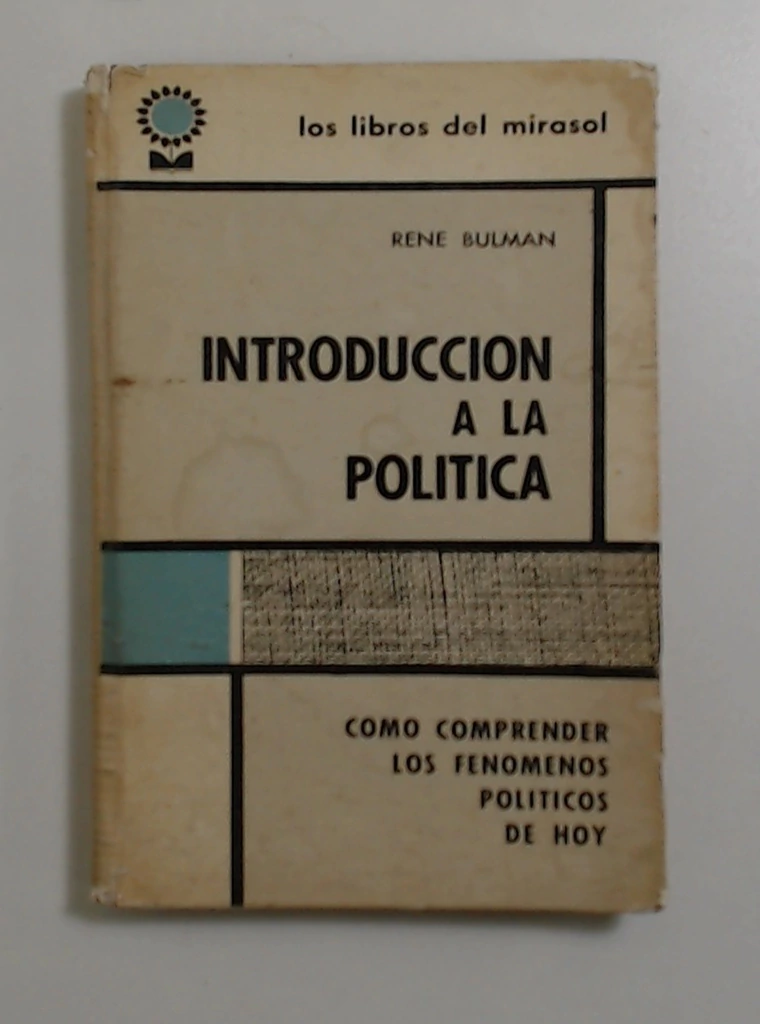 los libros del mirasol
RENE BULMAN
INTRODUCCION
A LA
POLITICA
COMO COMPRENDER
LOS FENOMENOS
POLITICOS
DE HOY